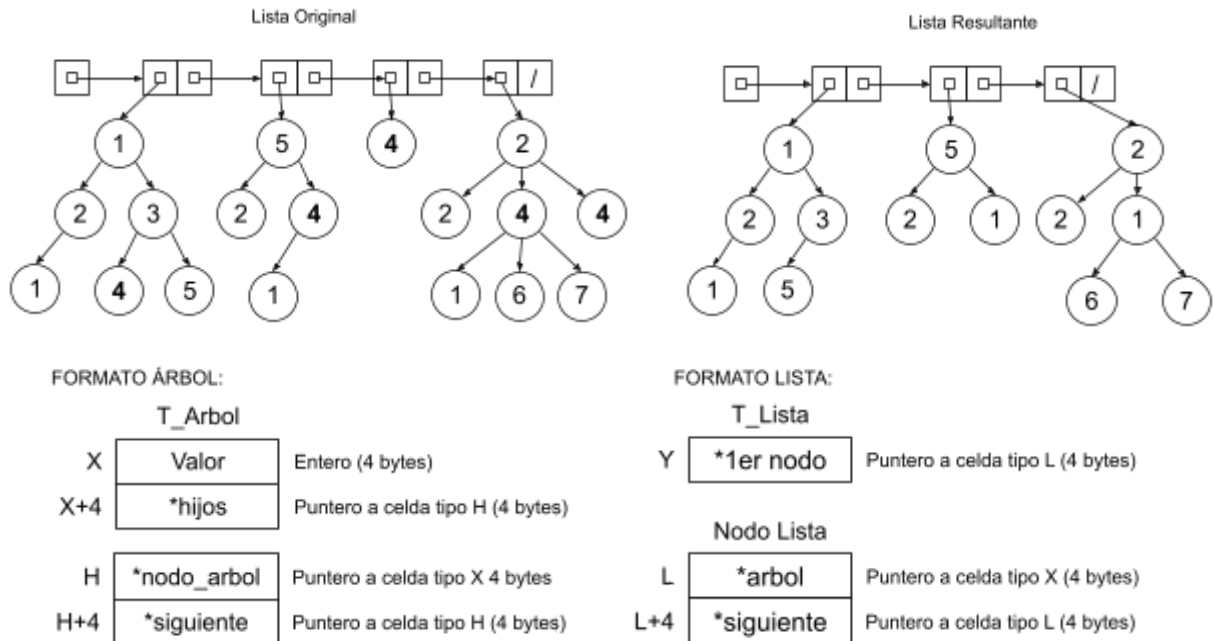 Lista Original
Lista Resultante
/
/
1 5 4 2
1 5 2
2 3 2 4 2 4 4
2 3 2 1 2 1
1 4 5 1 1 6 7
1 5 6 7
FORMATO ÁRBOL:
T_Arbol
X Valor Entero (4 bytes)
X+4 *hijos Puntero a celda tipo H (4 bytes)
H *nodo_arbol Puntero a celda tipo X 4 bytes
H+4 *siguiente Puntero a celda tipo H (4 bytes)
FORMATO LISTA:
T_Lista
Y *1er nodo Puntero a celda tipo L (4 bytes)
Nodo Lista
L *arbol Puntero a celda tipo X (4 bytes)
L+4 *siguiente Puntero a celda tipo L (4 bytes)